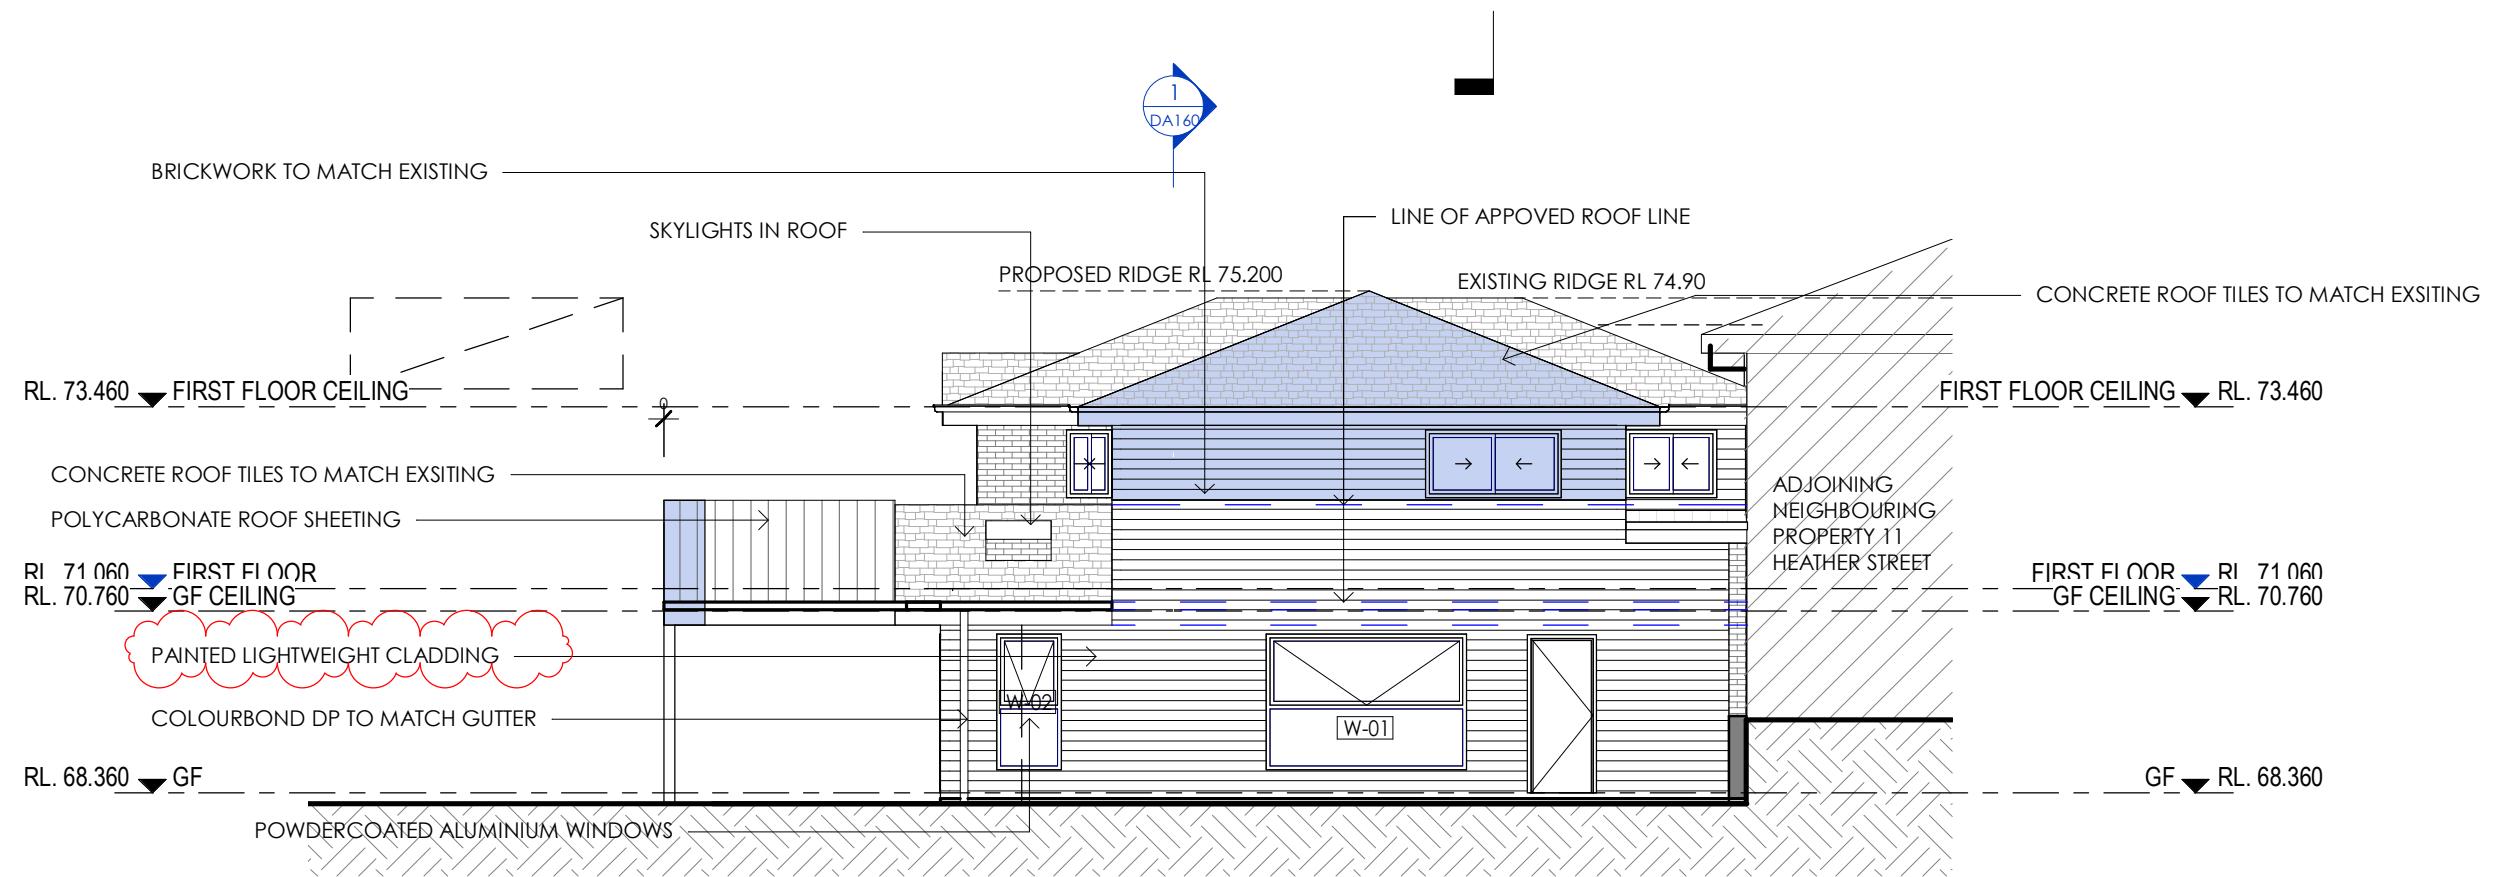 1
DA160
BRICKWORK TO MATCH EXISTING
LINE OF APPOVED ROOF LINE
SKYLIGHTS IN ROOF
PROPOSED RIDGE RL 75.200
EXISTING RIDGE RL 74.90
CONCRETE ROOF TILES TO MATCH EXSITING
RL. 73.460 FIRST FLOOR CEILING
FIRST FLOOR CEILING RL. 73.460
0
CONCRETE ROOF TILES TO MATCH EXSITING
POLYCARBONATE ROOF SHEETING
ADJOINING
NEIGHBOURING
PROPERTY 11
HEATHER STREET
RL. 71.060 FIRST FLOOR
FIRST FLOOR RL. 71.060
RL. 70.760 GF CEILING
GF CEILING RL. 70.760
PAINTED LIGHTWEIGHT CLADDING
W-02
COLOURBOND DP TO MATCH GUTTER
W-01
RL. 68.360 GF
GF RL. 68.360
POWDERCOATED ALUMINIUM WINDOWS